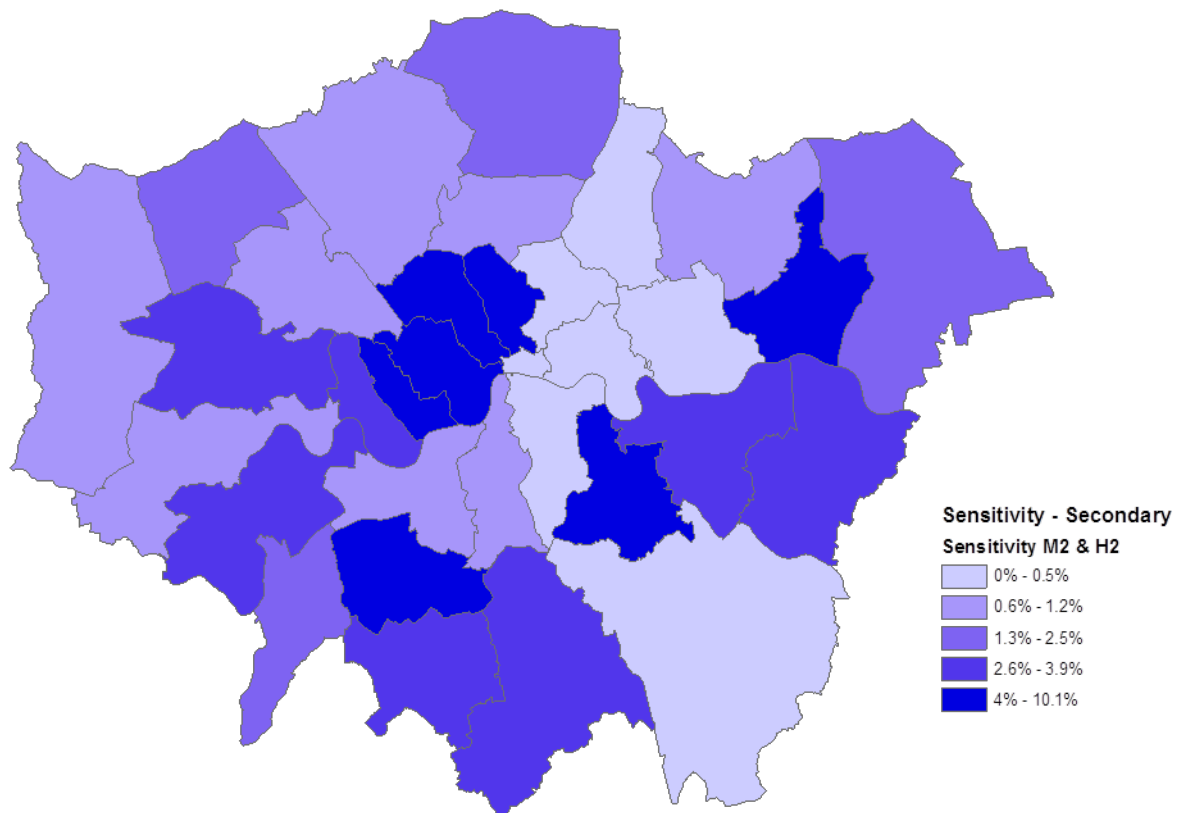 Sensitivity - Secondary
Sensitivity M2 & H2
0% - 0.5%
0.6% - 1.2%
1.3% - 2.5%
2.6% - 3.9%
4% - 10.1%